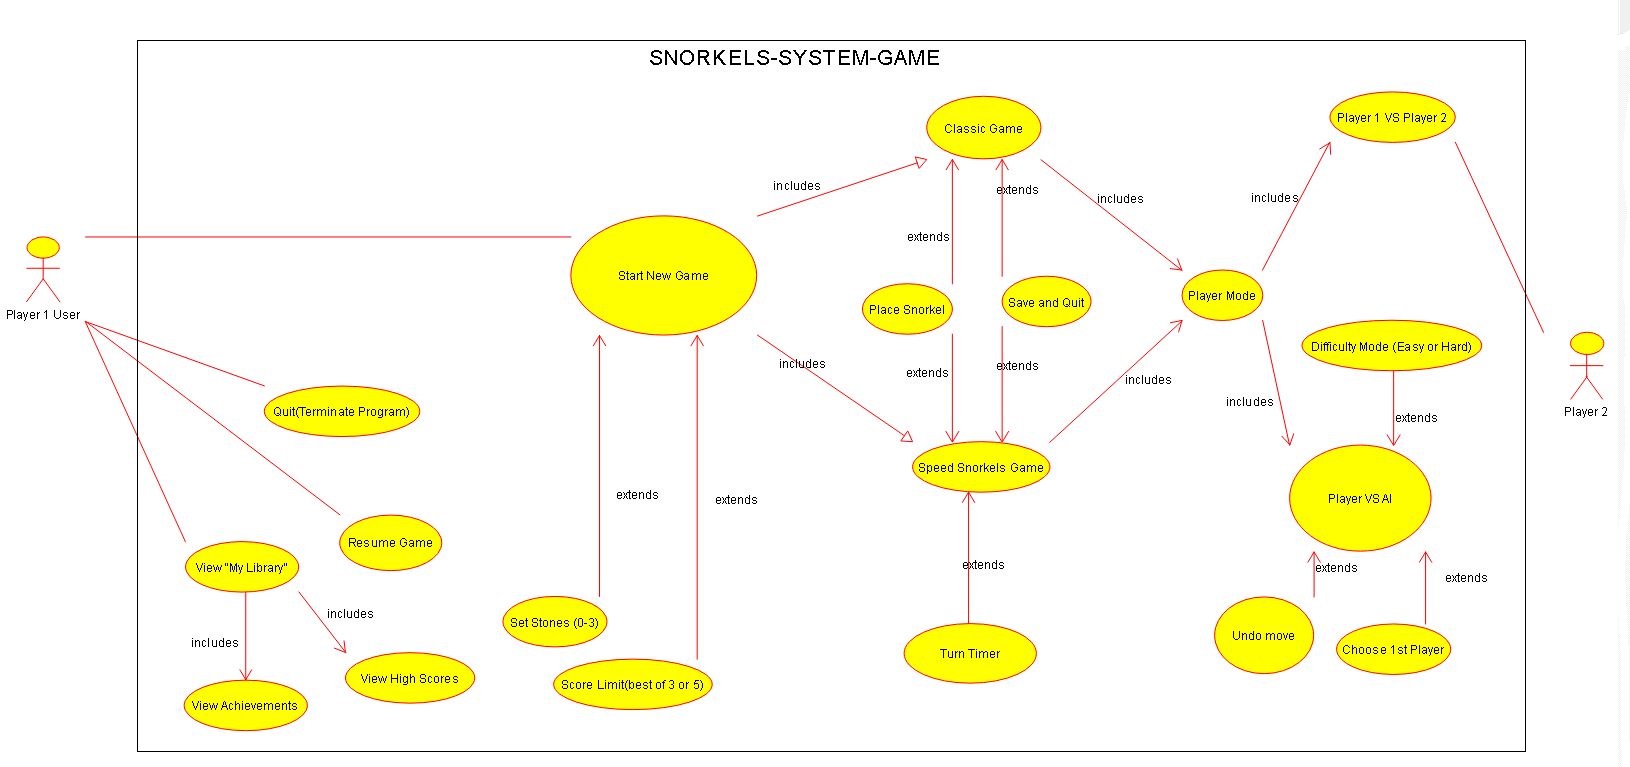 SNORKELS-SYSTEM-GAME
Classic Game
Player 1 VS Player 2
includes
extends
includes
includes
extends
Start New Game
Player 1 User
Place Snorkel
Save and Quit
Player Mode
Difficulty Mode (Easy or Hard)
includes
extends
extends
includes
includes
extends
Player 2
Quit(Terminate Program)
Speed Snorkels Game
extends
extends
Player VS AI
Resume Game
View "My Library"
extends
extends
extends
includes
includes
Set Stones (0-3)
Undo move
Choose 1st Player
Turn Timer
View High Scores
Score Limit(best of 3 or 5)
View Achievements